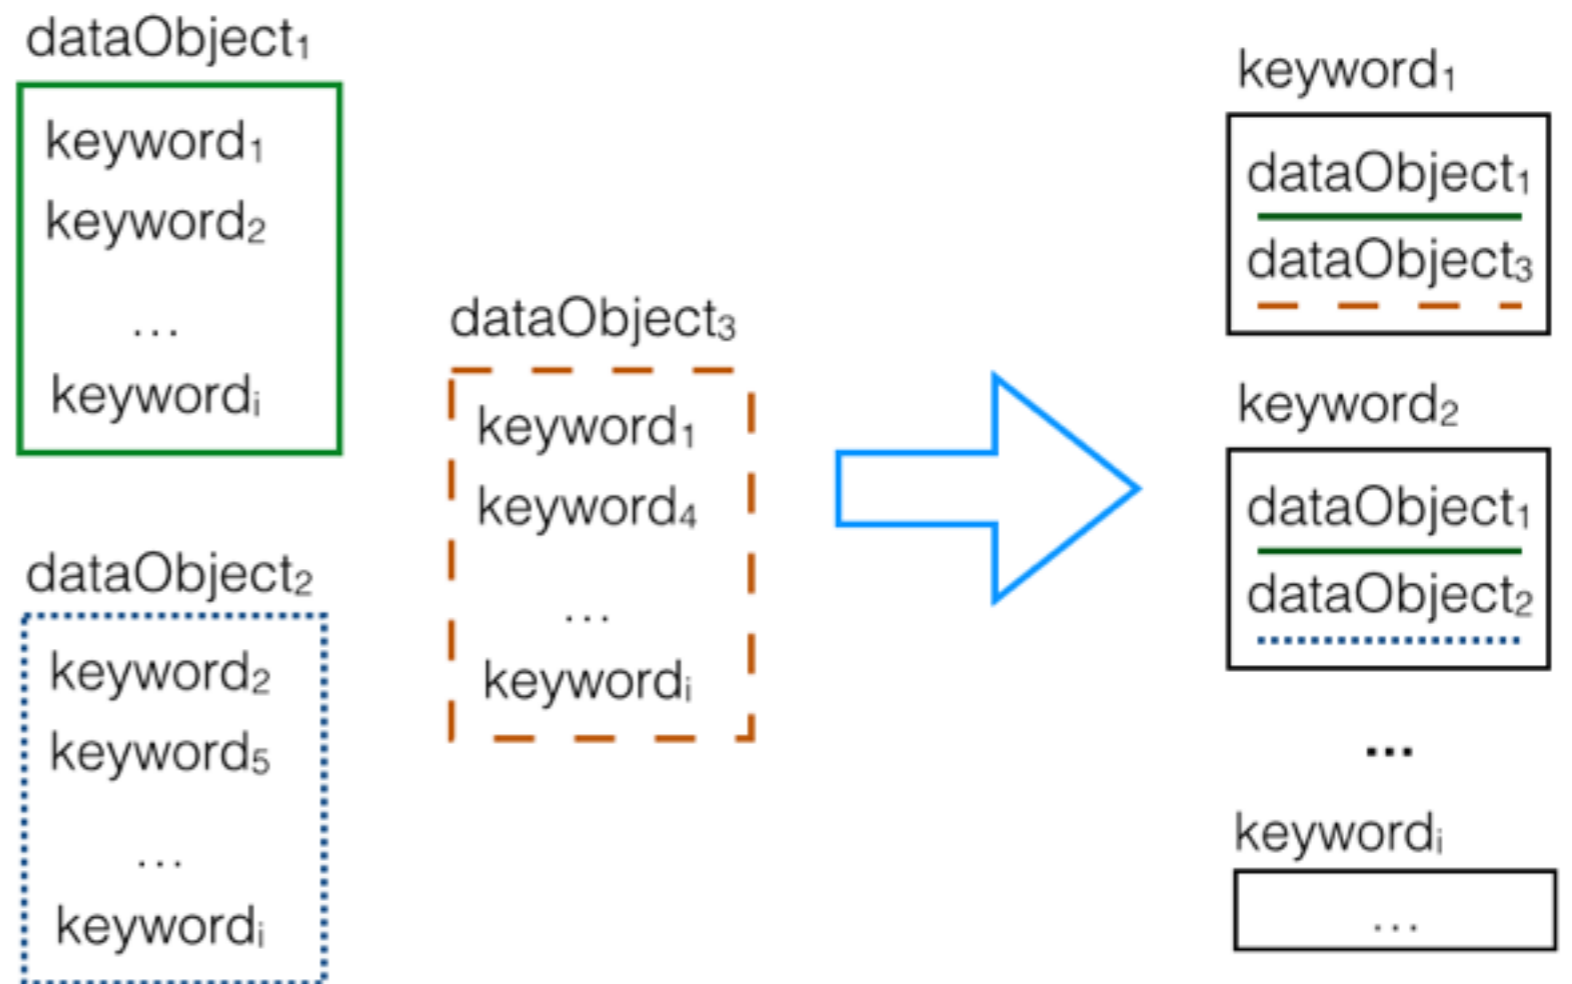 dataObject₁
keyword₁
keyword₂
...
keywordᵢ
dataObject₂
keyword₂
keyword₅
...
keywordᵢ
dataObject₃
keyword₁
keyword₄
...
keywordᵢ
keyword₁
dataObject₁
dataObject₃
keyword₂
dataObject₁
dataObject₂
...
keywordᵢ
...